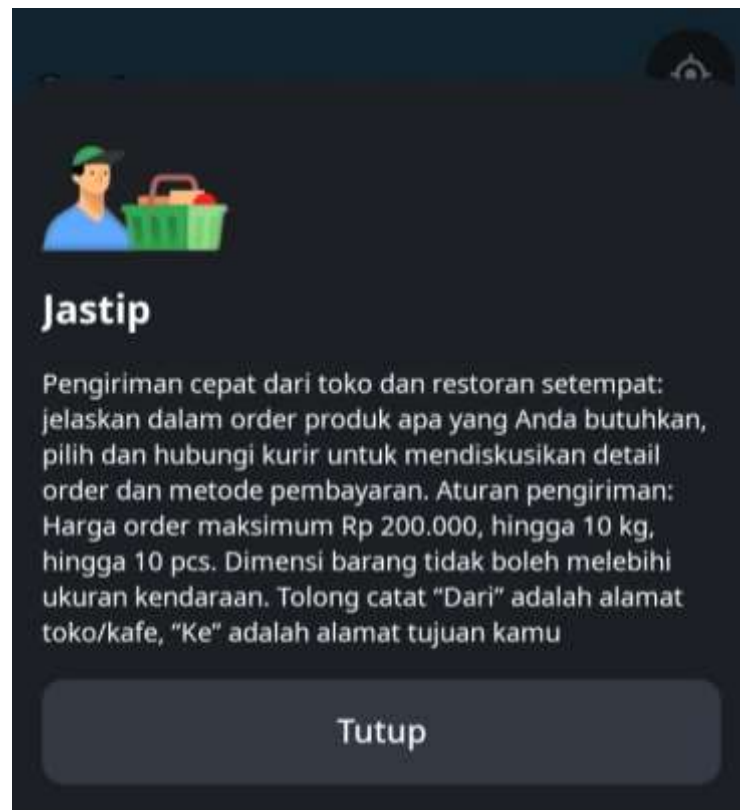 Jastip
Pengiriman cepat dari toko dan restoran setempat:
jelaskan dalam order produk apa yang Anda butuhkan,
pilih dan hubungi kurir untuk mendiskusikan detail
order dan metode pembayaran. Aturan pengiriman:
Harga order maksimum Rp 200.000, hingga 10 kg,
hingga 10 pcs. Dimensi barang tidak boleh melebihi
ukuran kendaraan. Tolong catat “Dari” adalah alamat
toko/kafe, “Ke” adalah alamat tujuan kamu
Tutup